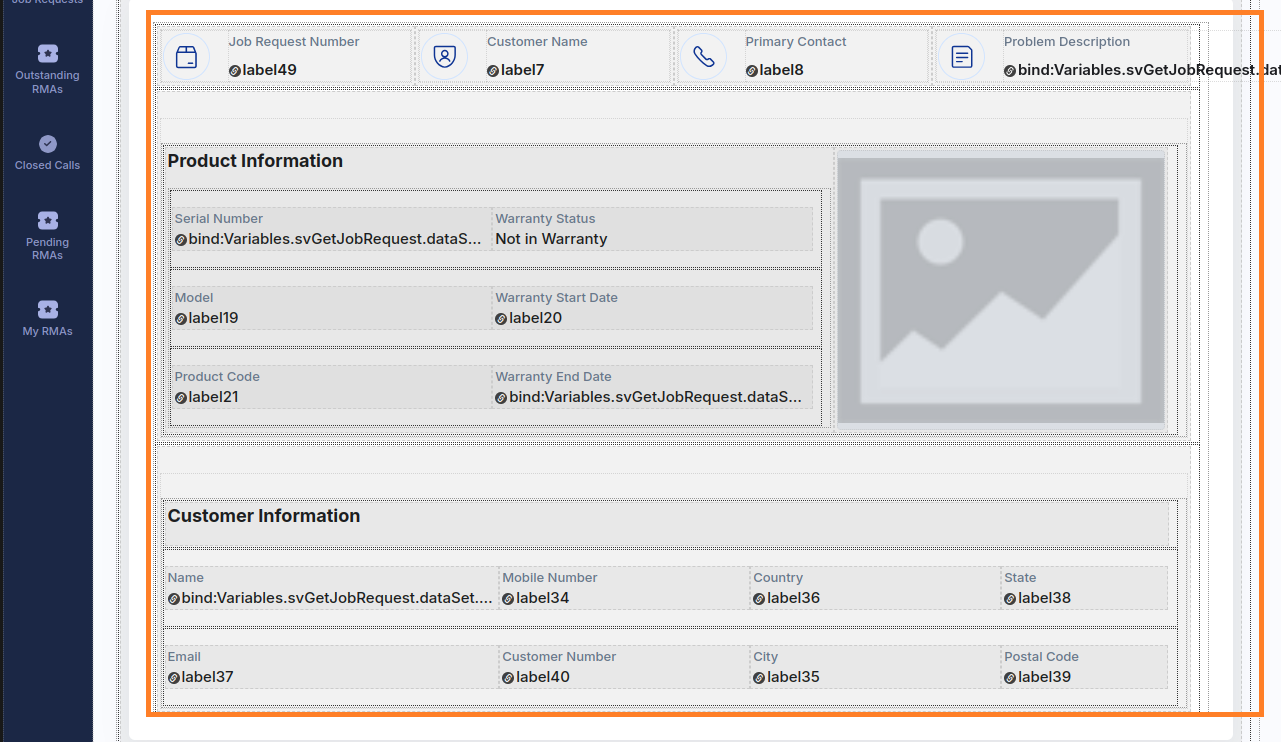 Job Requests
Outstanding
RMAs
Closed Calls
Pending
RMAs
My RMAs
Job Request Number
label49
Customer Name
label7
Primary Contact
label8
Problem Description
bind:Variables.svGetJobRequest.dat
Product Information
Serial Number
bind:Variables.svGetJobRequest.dataS...
Warranty Status
Not in Warranty
Model
label19
Warranty Start Date
label20
Product Code
label21
Warranty End Date
bind:Variables.svGetJobRequest.dataS...
Customer Information
Name
bind:Variables.svGetJobRequest.dataSet....
Mobile Number
label34
Country
label36
State
label38
Email
label37
Customer Number
label40
City
label35
Postal Code
label39